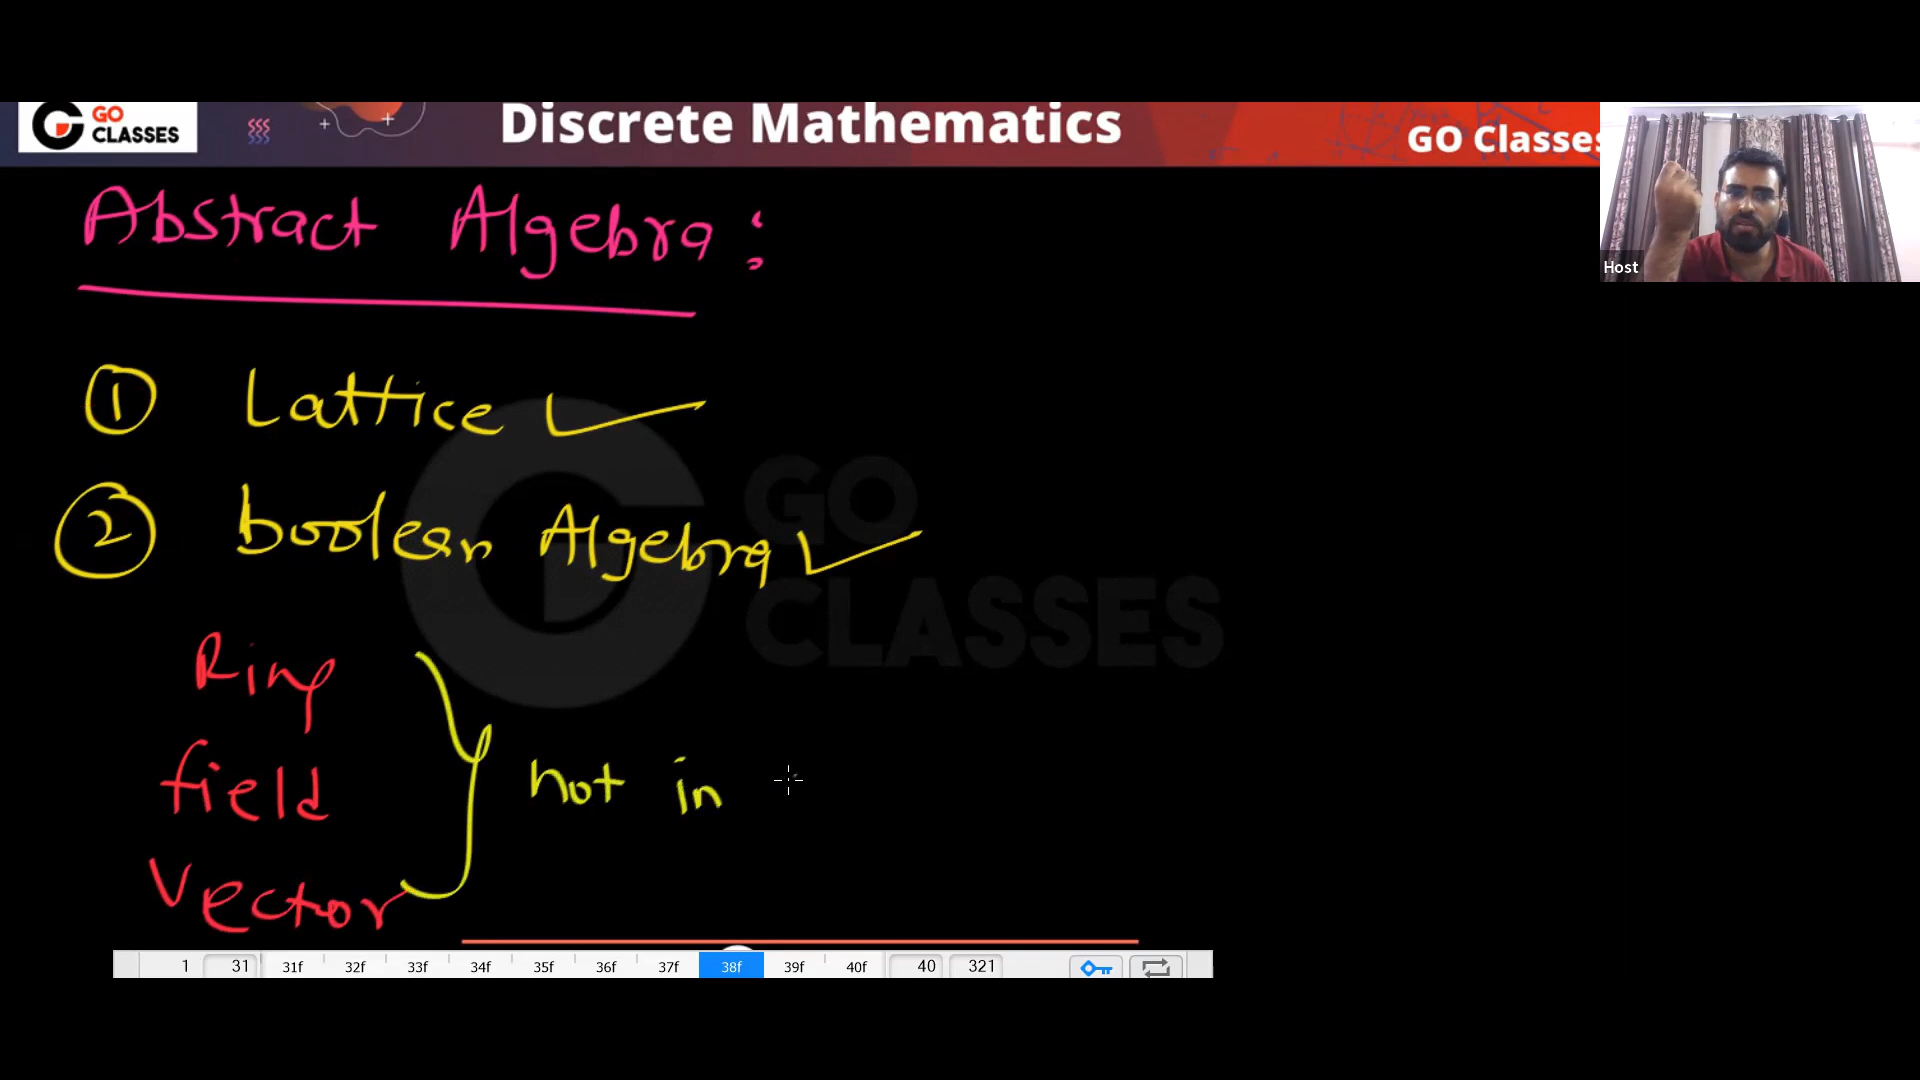 GO
CLASSES
Discrete Mathematics
GO Classes
Host
Abstract Algebra:
① Lattice
② boolean Algebra
GO
CLASSES
Ring
field
Vector
not in
1 31 31f 32f 33f 34f 35f 36f 37f 38f 39f 40f 40 321